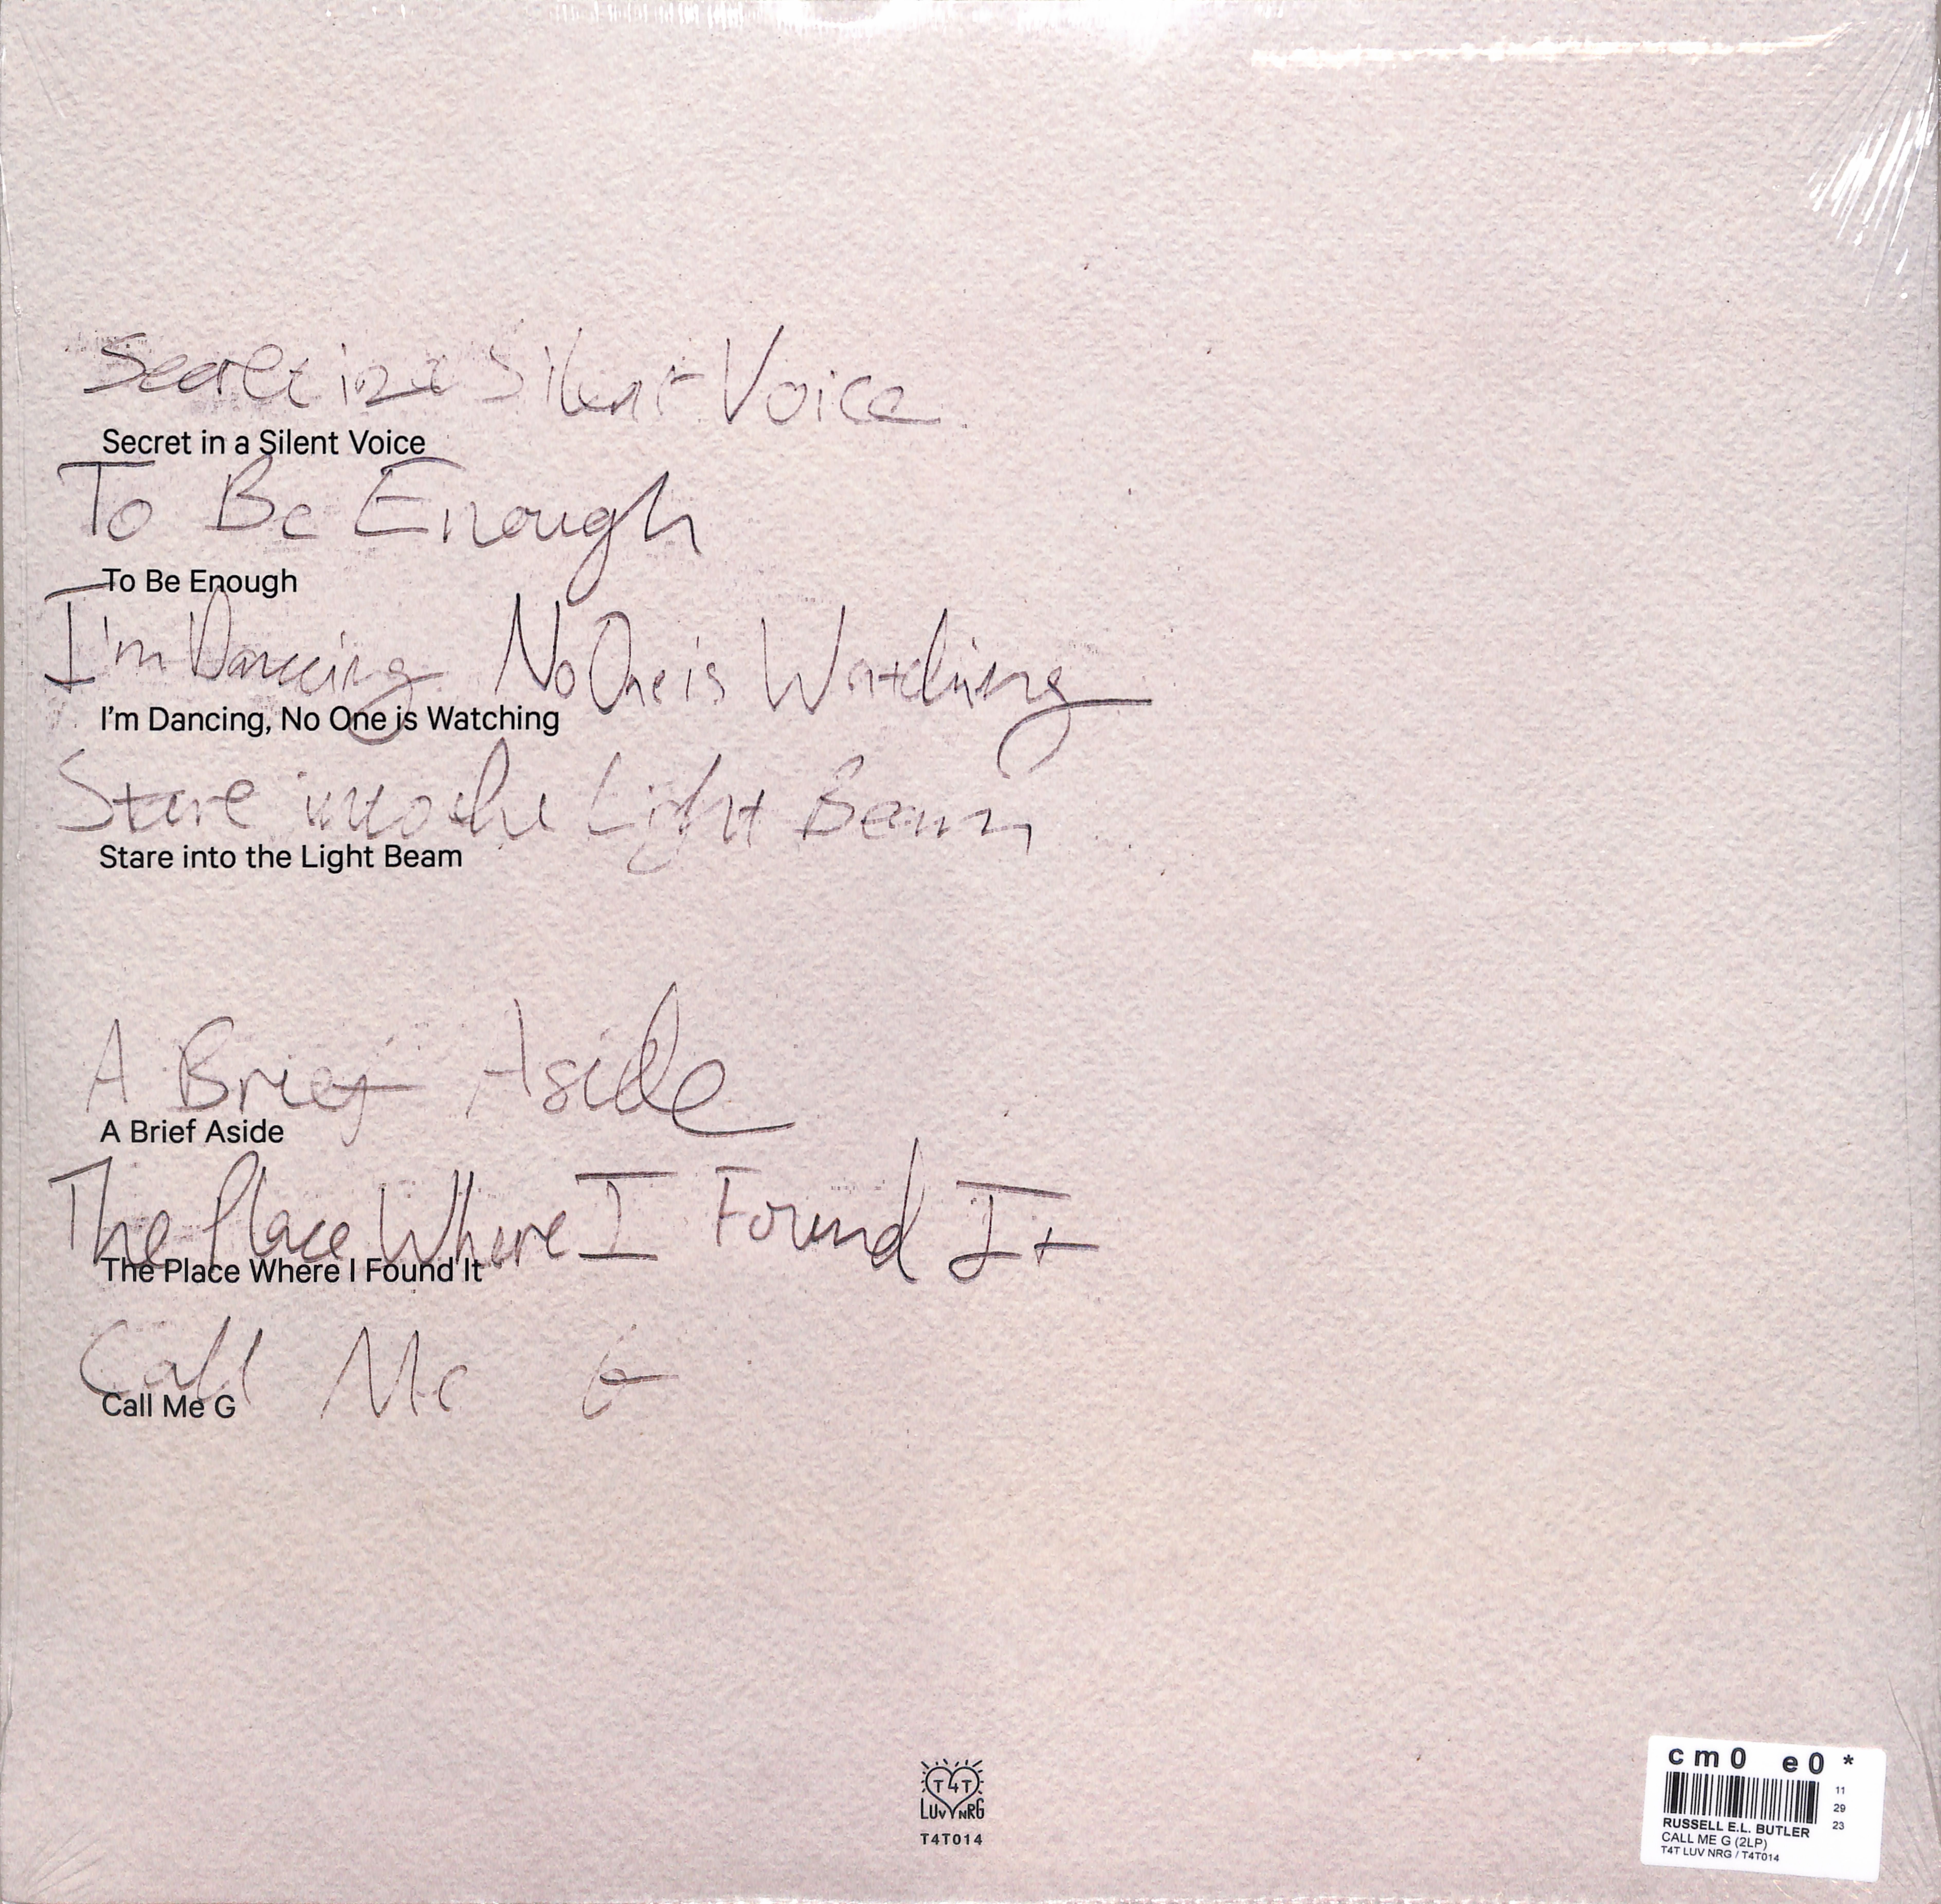 Secret in a Silent Voice
Secret in a Silent Voice
To Be Enough
To Be Enough
I'm Dancing No One is Watching
I'm Dancing, No One is Watching
Stare into the Light Beam
Stare into the Light Beam
A Brief Aside
A Brief Aside
The Place Where I Found It
The Place Where I Found It
Call Me G
Call Me G
T4T
LUV NRG
T4T014
cm0 e0*
11
29
23
RUSSELL E.L. BUTLER
CALL ME G (2LP)
T4T LUV NRG / T4T014